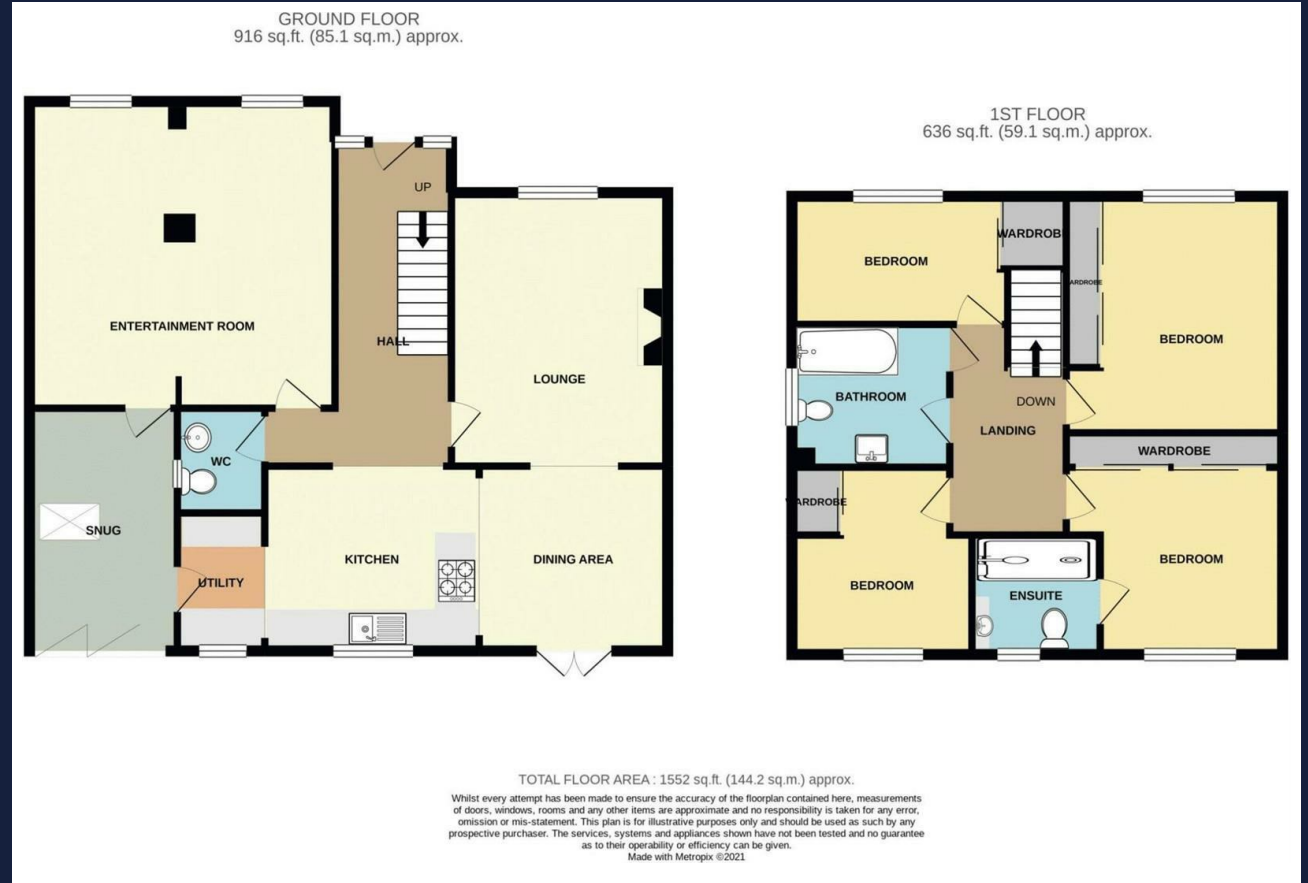 GROUND FLOOR
916 sq.ft. (85.1 sq.m.) approx.
1ST FLOOR
636 sq.ft. (59.1 sq.m.) approx.
UP
ENTERTAINMENT ROOM
HALL
LOUNGE
WC
SNUG
UTILITY
KITCHEN
DINING AREA
BEDROOM
WARDROB
ARDROBE
BEDROOM
BATHROOM
DOWN
LANDING
WARDROBE
ARDROBE
BEDROOM
ENSUITE
BEDROOM
TOTAL FLOOR AREA : 1552 sq.ft. (144.2 sq.m.) approx.
Whilst every attempt has been made to ensure the accuracy of the floorplan contained here, measurements
of doors, windows, rooms and any other items are approximate and no responsibility is taken for any error,
omission or mis-statement. This plan is for illustrative purposes only and should be used as such by any
prospective purchaser. The services, systems and appliances shown have not been tested and no guarantee
as to their operability or efficiency can be given.
Made with Metropix ©2021